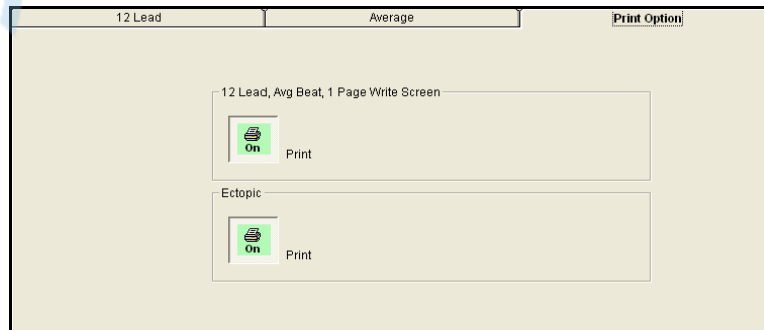 12 Lead Average Print Option
12 Lead, Avg Beat, 1 Page Write Screen
On
Print
Ectopic
On
Print